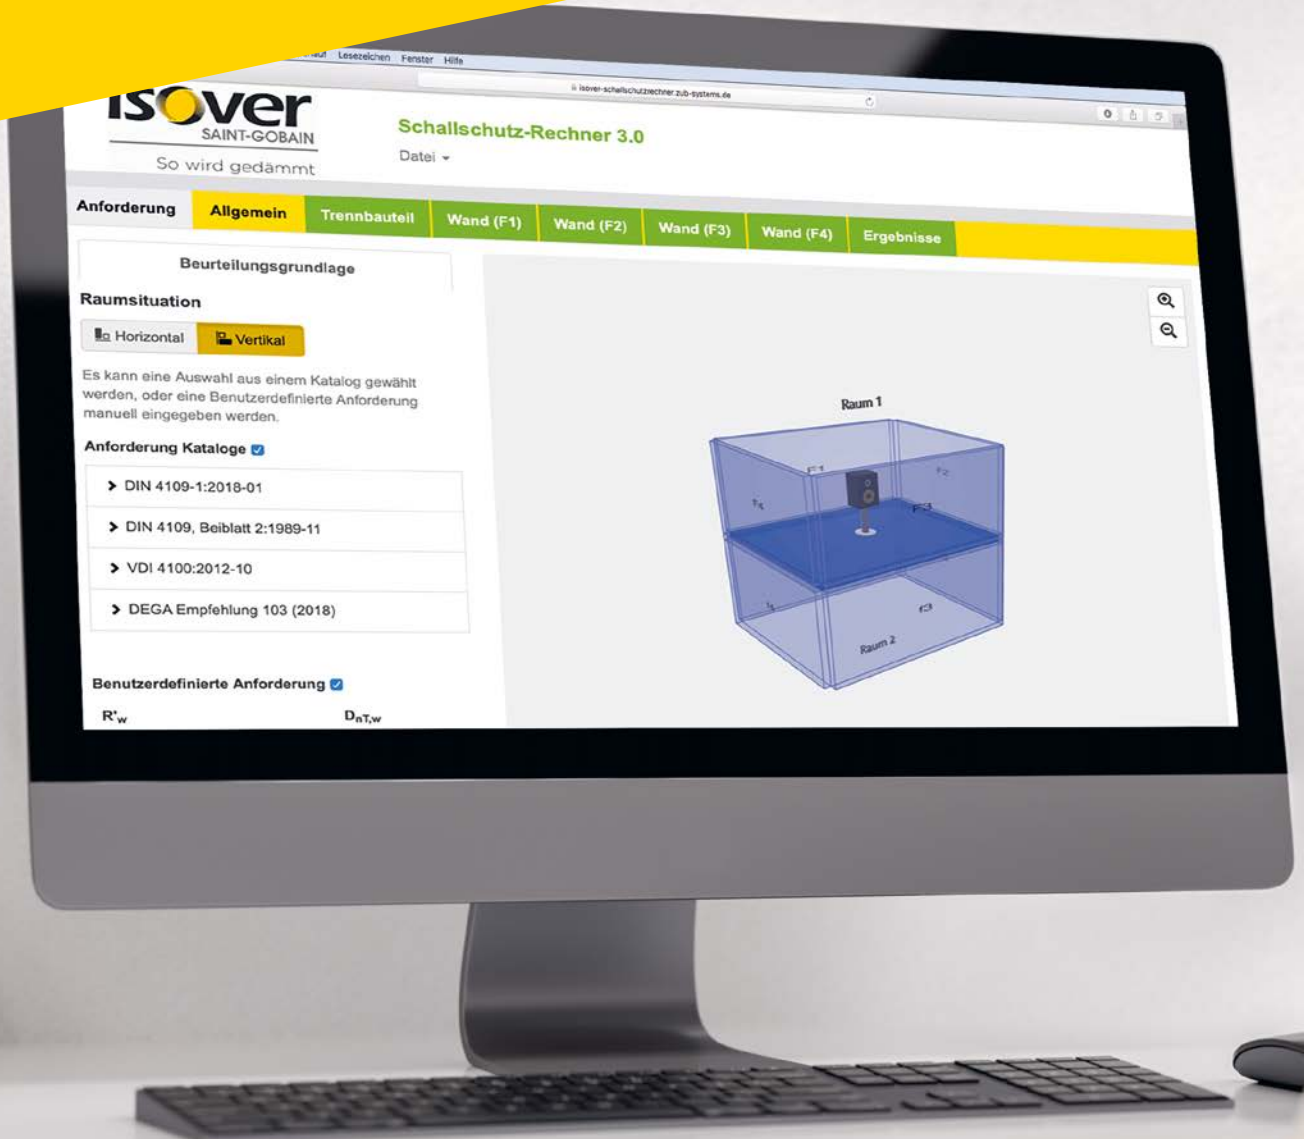 Lesezeichen Fenster Hilfe
isover-schallschutzrechner.zub-systems.de
isover
SAINT-GOBAIN
So wird gedämmt
Schallschutz-Rechner 3.0
Datei
Anforderung Allgemein Trennbauteil Wand (F1) Wand (F2) Wand (F3) Wand (F4) Ergebnisse
Beurteilungsgrundlage
Raumsituation
Horizontal Vertikal
Es kann eine Auswahl aus einem Katalog gewählt
werden, oder eine Benutzerdefinierte Anforderung
manuell eingegeben werden.
Anforderung Kataloge
DIN 4109-1:2018-01
DIN 4109, Beiblatt 2:1989-11
VDI 4100:2012-10
DEGA Empfehlung 103 (2018)
Benutzerdefinierte Anforderung
R'w
DnT,w
Raum 1
F2
F3
f3
Raum 2